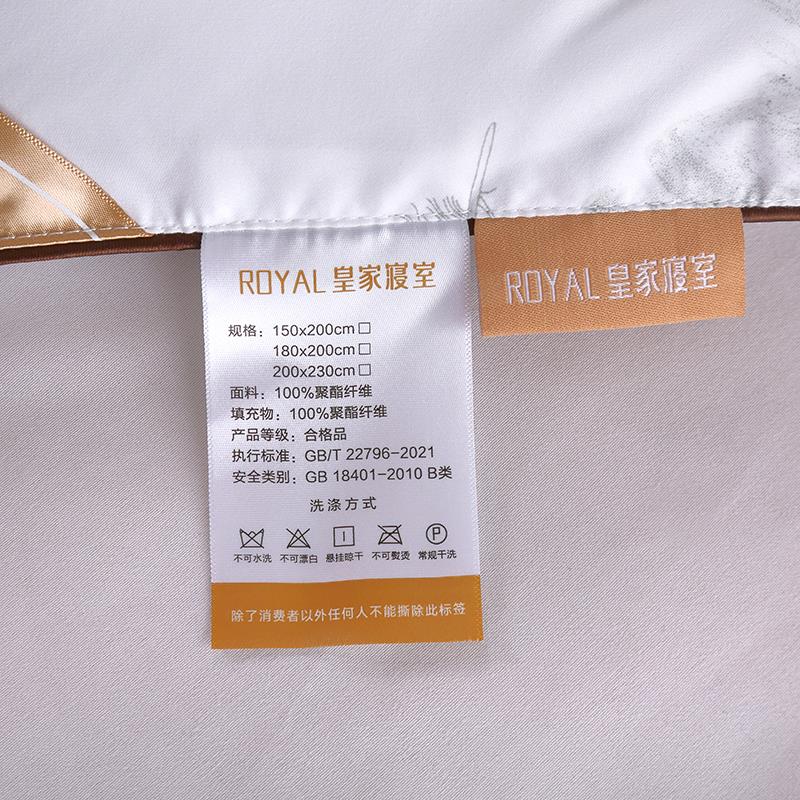 ROYAL 皇家寝室
规格：150x200cm□
180x200cm□
200x230cm□
面料：100%聚酯纤维
填充物：100%聚酯纤维
产品等级：合格品
执行标准：GB/T 22796-2021
安全类别：GB 18401-2010 B类
洗涤方式
不可水洗 不可漂白 悬挂晾干 不可熨烫 常规干洗
除了消费者以外任何人不能撕除此标签
ROYAL 皇家寝室